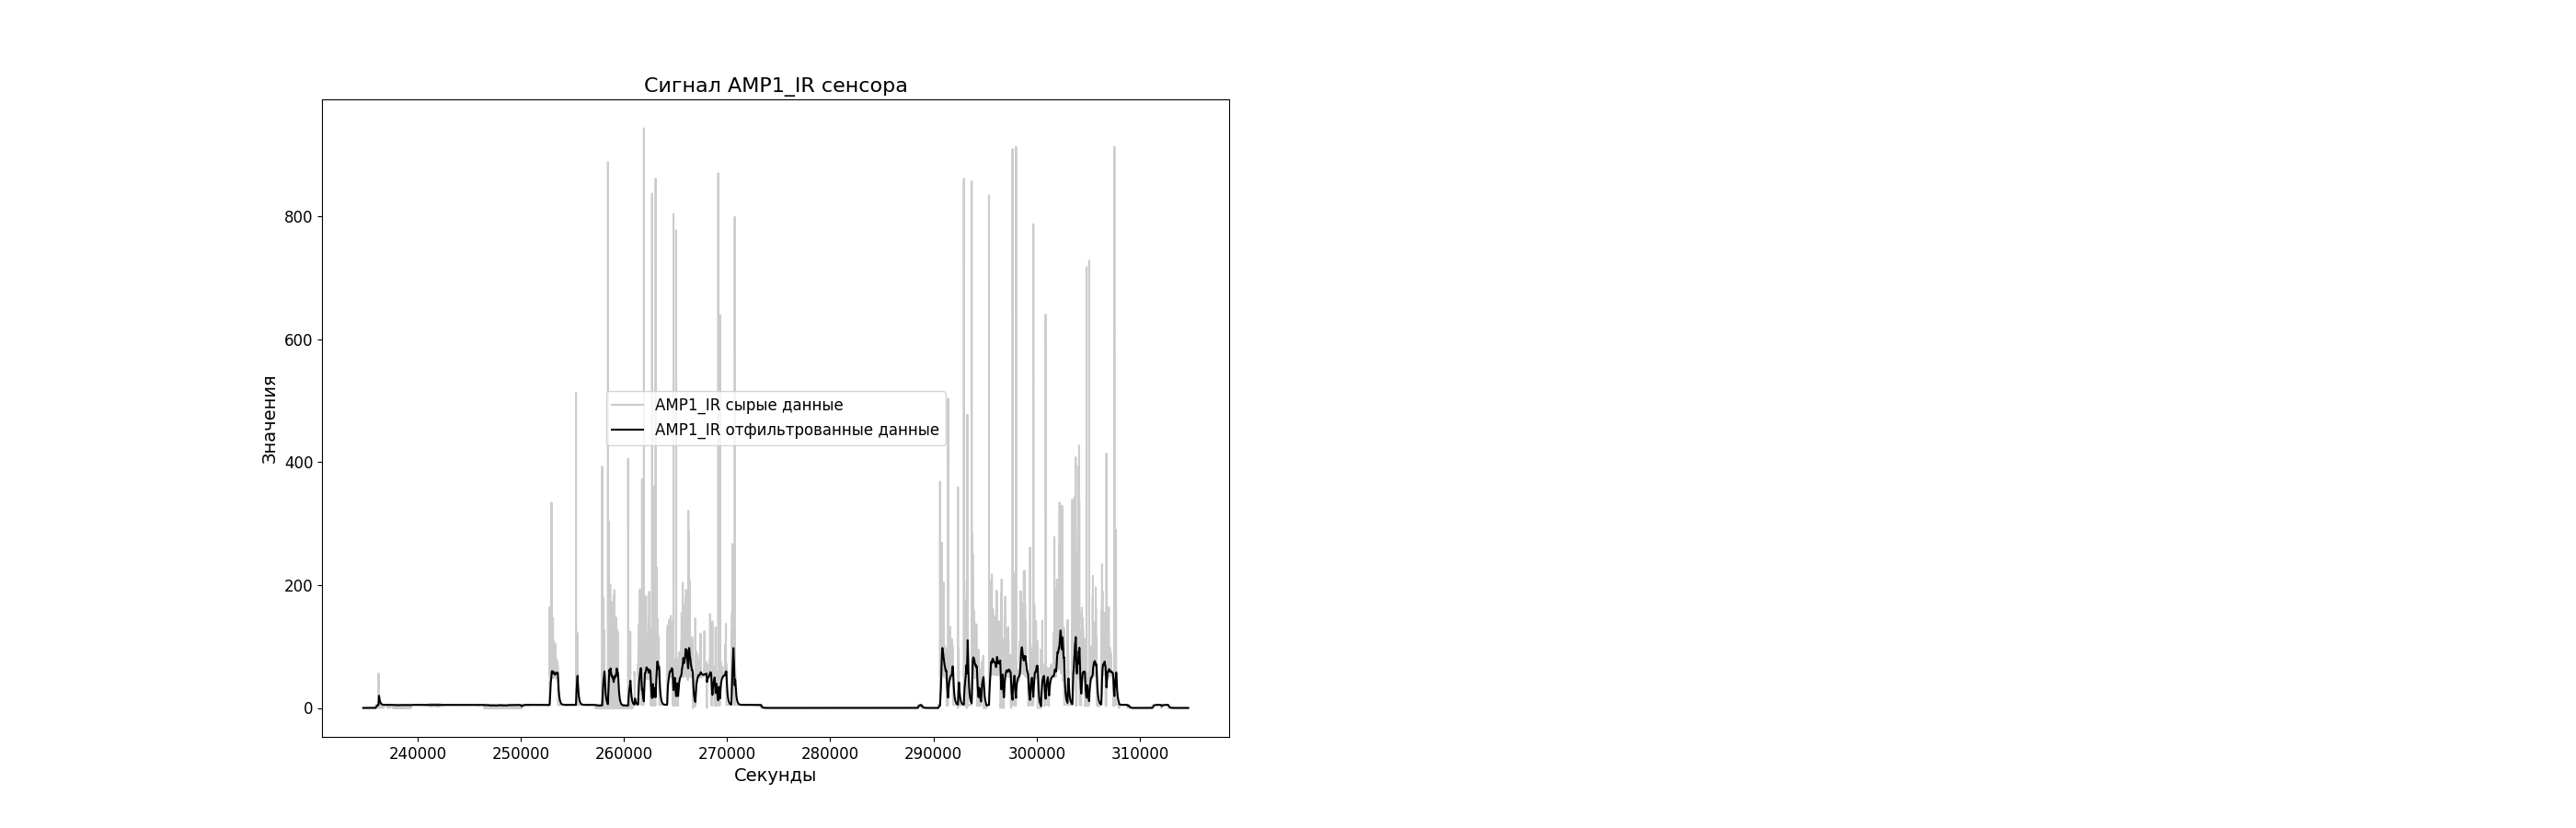 Сигнал AMP1_IR сенсора
Значения
800
600
400
200
0
AMP1_IR сырые данные
AMP1_IR отфильтрованные данные
240000 250000 260000 270000 280000 290000 300000 310000
Секунды